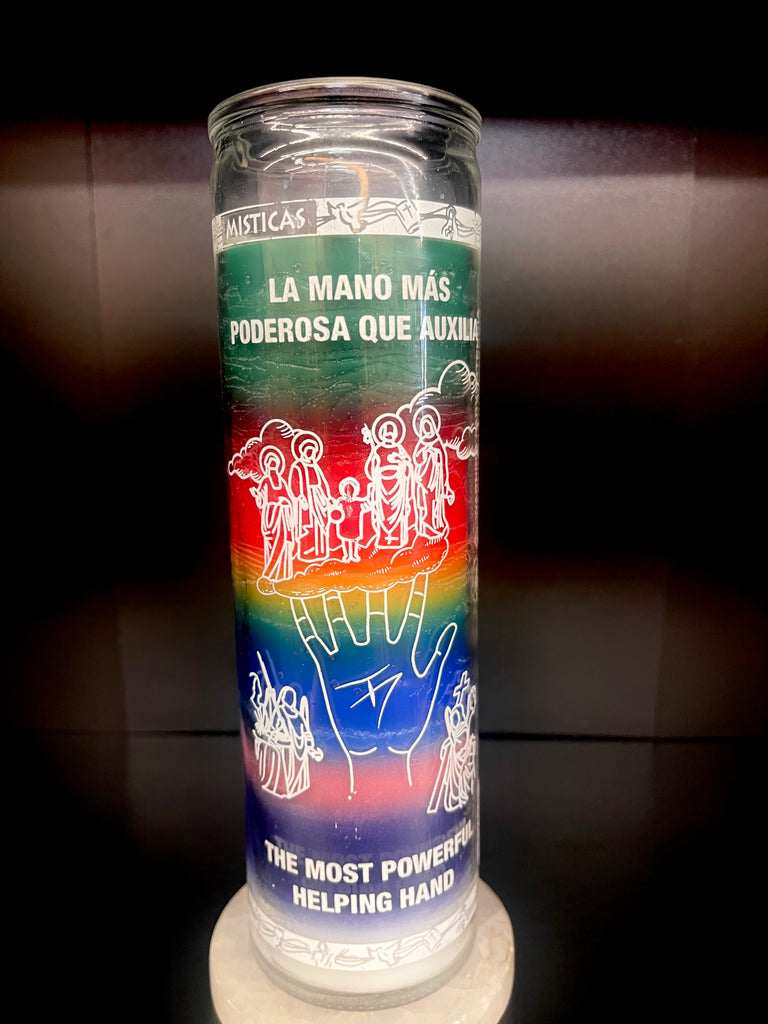 MISTICAS
LA MANO MÁS
PODEROSA QUE AUXILIA
THE MOST POWERFUL
HELPING HAND